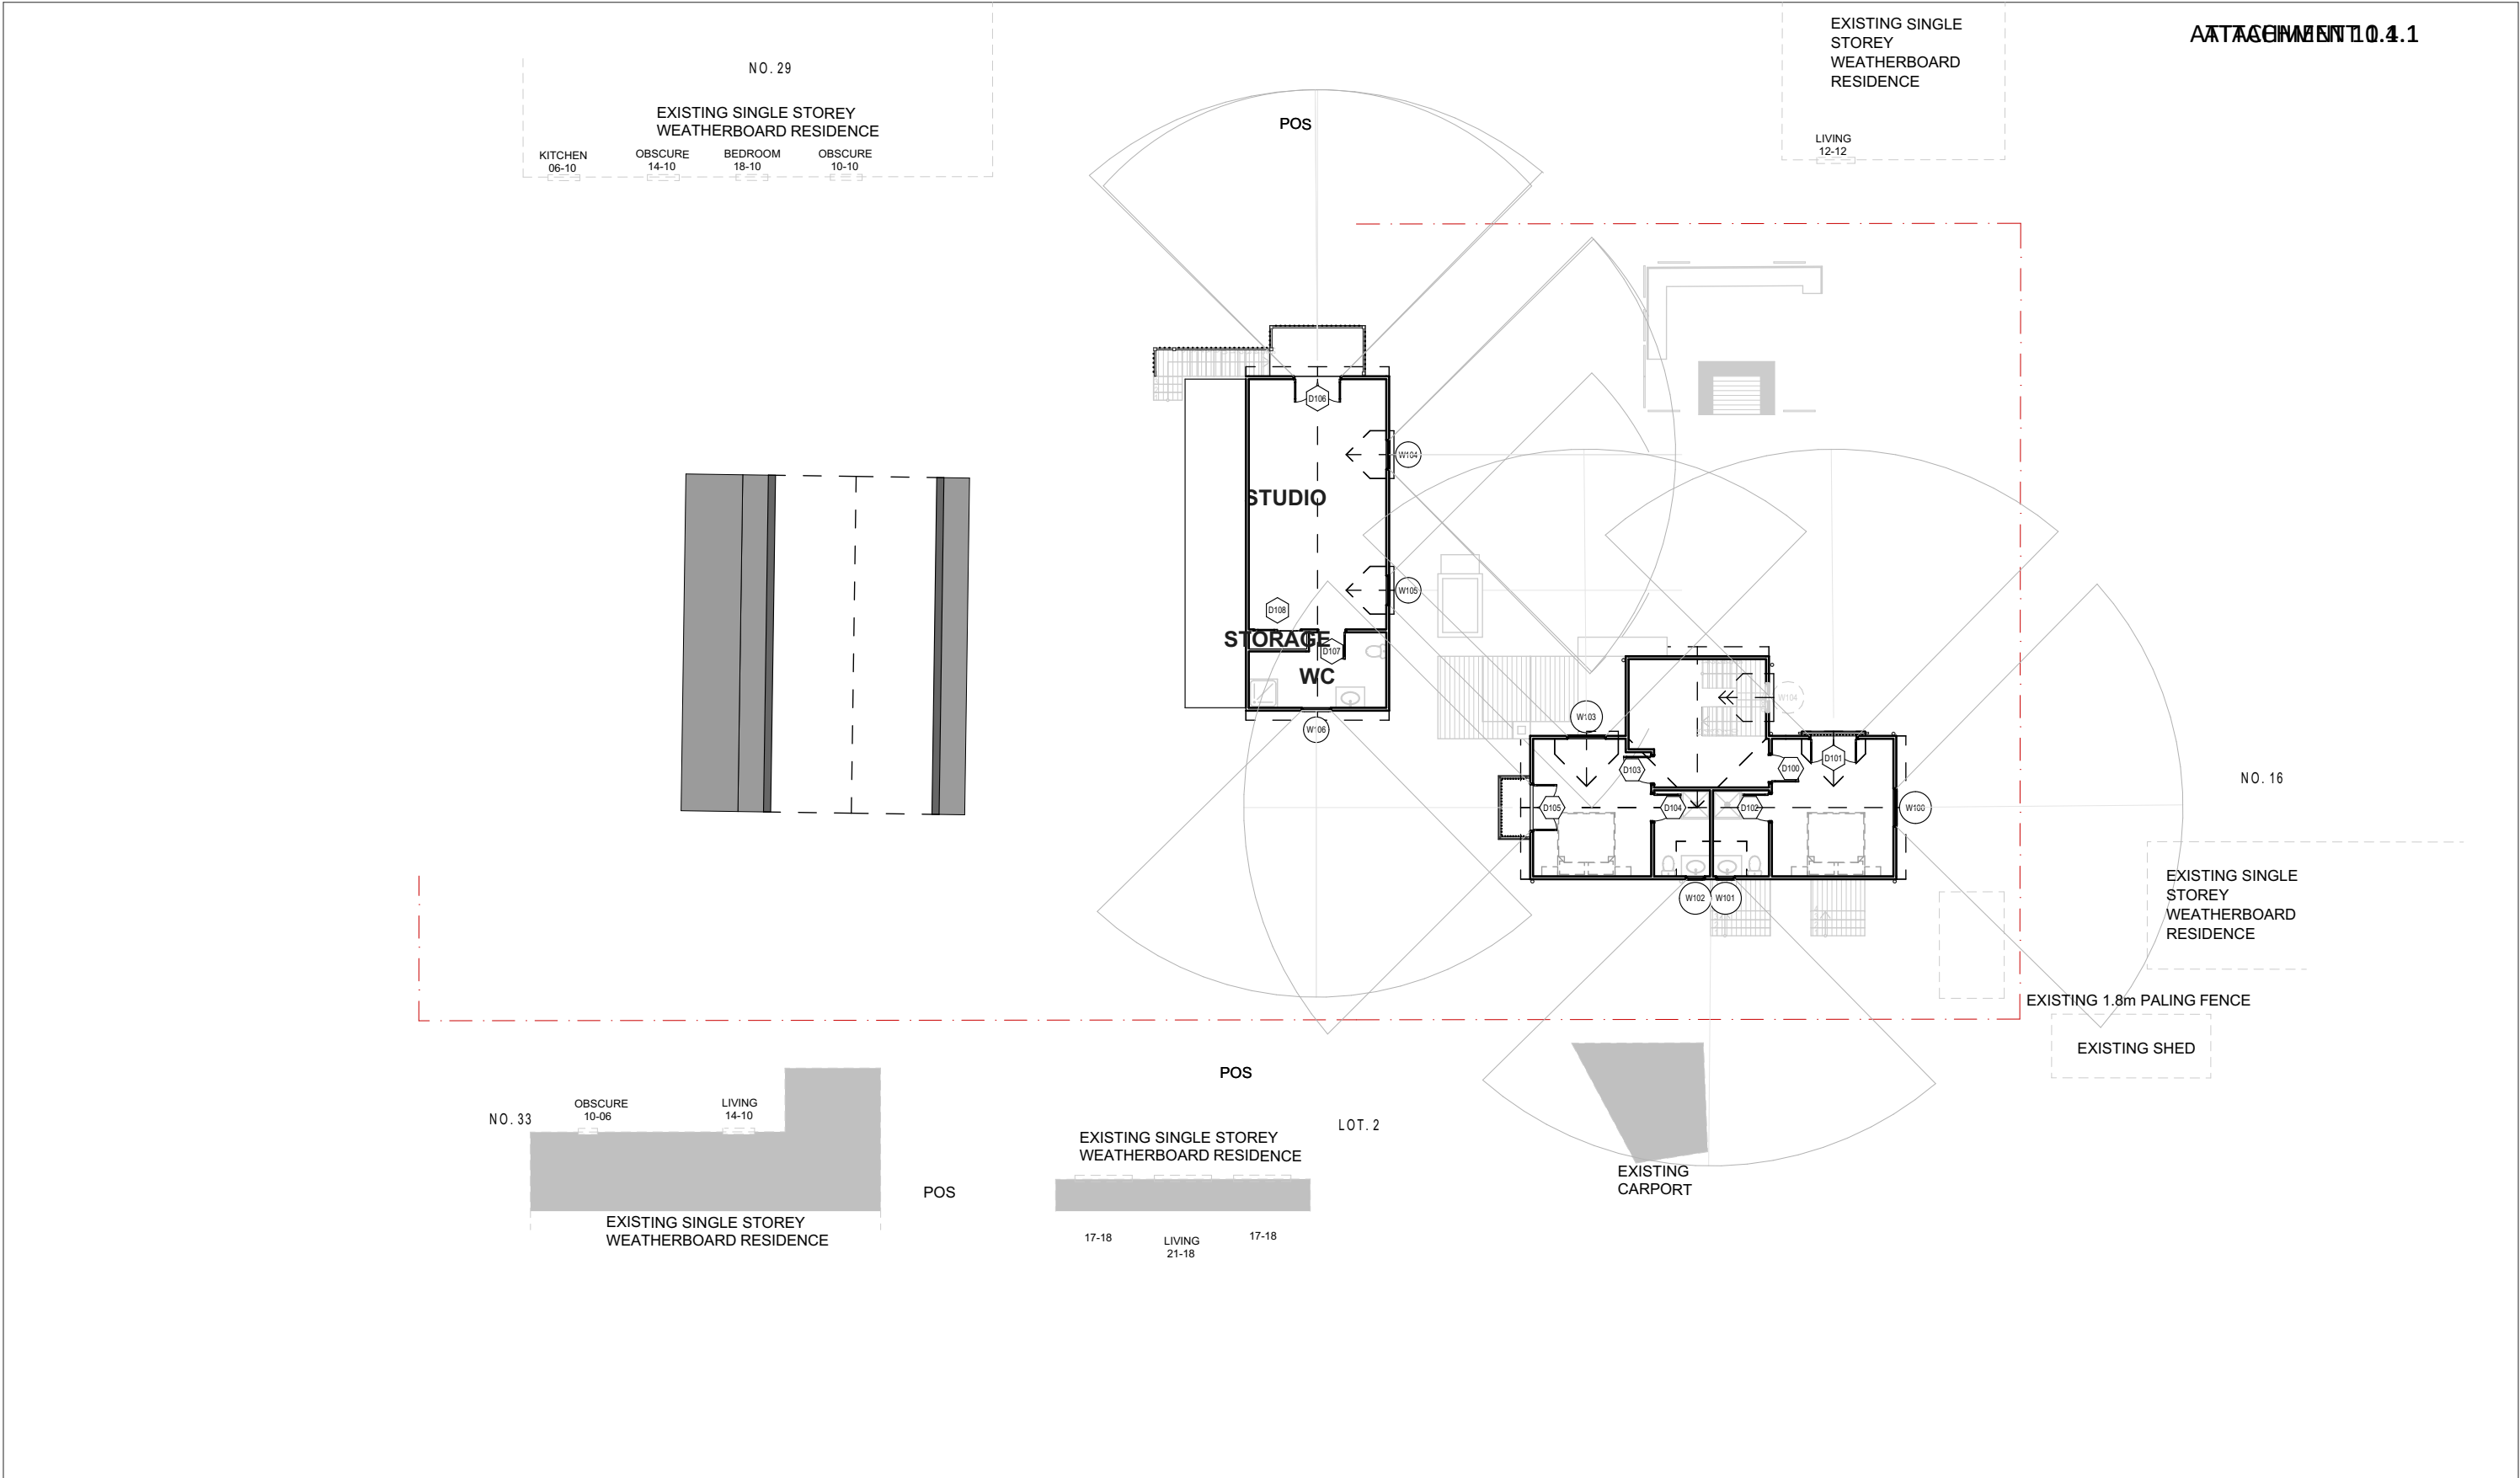 EXISTING SINGLE
STOREY
WEATHERBOARD
RESIDENCE
NO. 29
EXISTING SINGLE STOREY
WEATHERBOARD RESIDENCE
KITCHEN
06-10
OBSCURE
14-10
BEDROOM
18-10
OBSCURE
10-10
POS
LIVING
12-12
D106
W104
STUDIO
W105
D108
STORAGE
D107
WC
W106
W104
W103
D103
D100
D101
D105
D104
D102
W100
W102
W101
NO. 16
EXISTING SINGLE
STOREY
WEATHERBOARD
RESIDENCE
EXISTING 1.8m PALING FENCE
EXISTING SHED
POS
NO. 33
OBSCURE
10-06
LIVING
14-10
LOT. 2
EXISTING SINGLE STOREY
WEATHERBOARD RESIDENCE
POS
EXISTING
CARPORT
EXISTING SINGLE STOREY
WEATHERBOARD RESIDENCE
17-18
LIVING
21-18
17-18